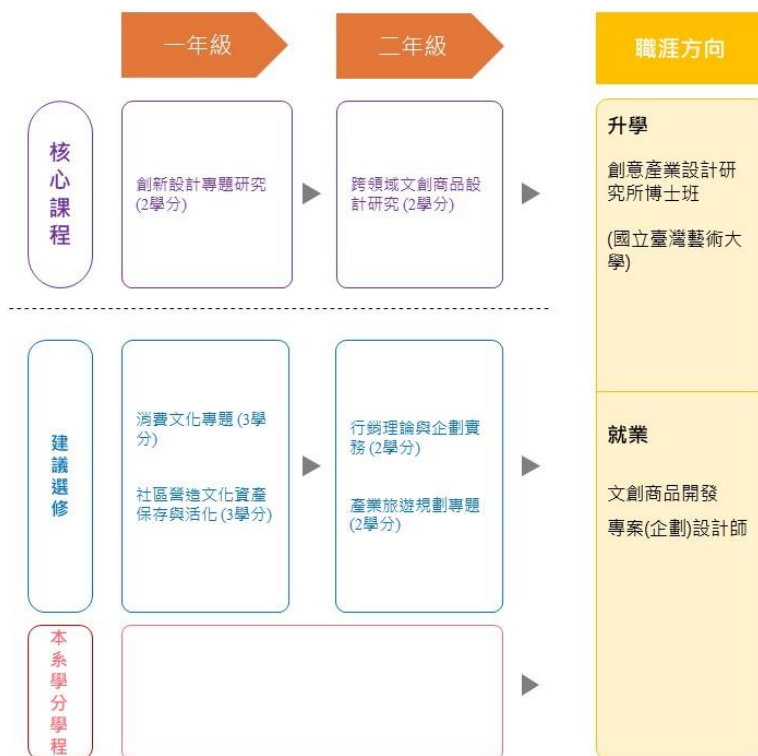 一年級
二年級
職涯方向
核心課程
創新設計專題研究
(2學分)
跨領域文創商品設
計研究 (2學分)
升學
創意產業設計研
究所博士班
(國立臺灣藝術大
學)
建議選修
消費文化專題 (3學
分)
社區營造文化資產
保存與活化 (3學分)
行銷理論與企劃實
務 (2學分)
產業旅遊規劃專題
(2學分)
就業
文創商品開發
專案(企劃)設計師
本系學分學程